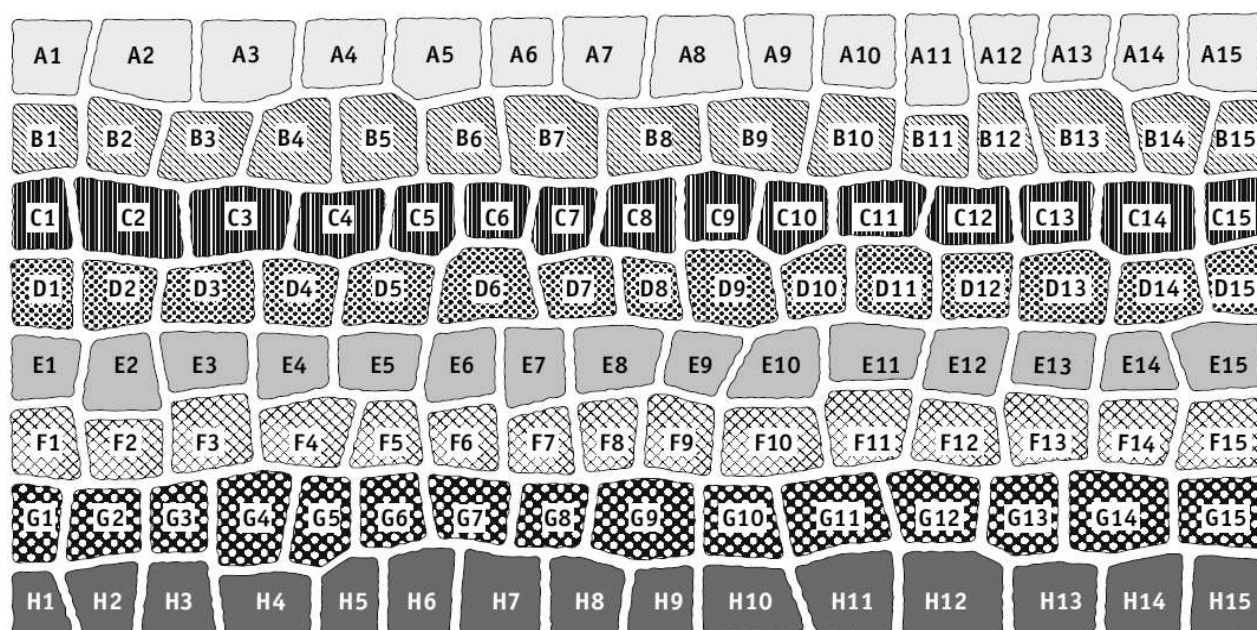 A1 A2 A3 A4 A5 A6 A7 A8 A9 A10 A11 A12 A13 A14 A15
B1 B2 B3 B4 B5 B6 B7 B8 B9 B10 B11 B12 B13 B14 B15
C1 C2 C3 C4 C5 C6 C7 C8 C9 C10 C11 C12 C13 C14 C15
D1 D2 D3 D4 D5 D6 D7 D8 D9 D10 D11 D12 D13 D14 D15
E1 E2 E3 E4 E5 E6 E7 E8 E9 E10 E11 E12 E13 E14 E15
F1 F2 F3 F4 F5 F6 F7 F8 F9 F10 F11 F12 F13 F14 F15
G1 G2 G3 G4 G5 G6 G7 G8 G9 G10 G11 G12 G13 G14 G15
H1 H2 H3 H4 H5 H6 H7 H8 H9 H10 H11 H12 H13 H14 H15